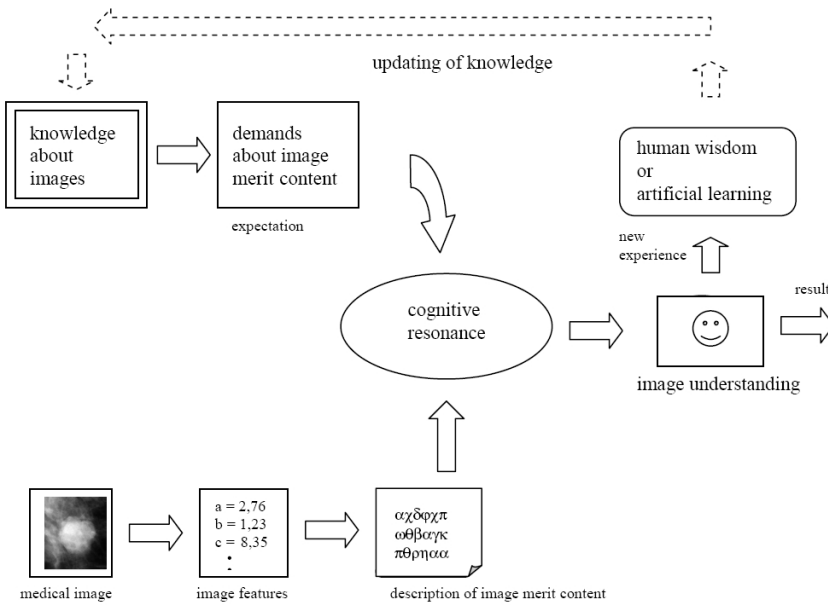 updating of knowledge
knowledge
about
images
demands
about image
merit content
expectation
human wisdom
or
artificial learning
new
experience
cognitive
resonance
result
image understanding
a = 2,76
b = 1,23
c = 8,35
αχδφχπ
ωθβαγκ
πθρηαα
medical image
image features
description of image merit content